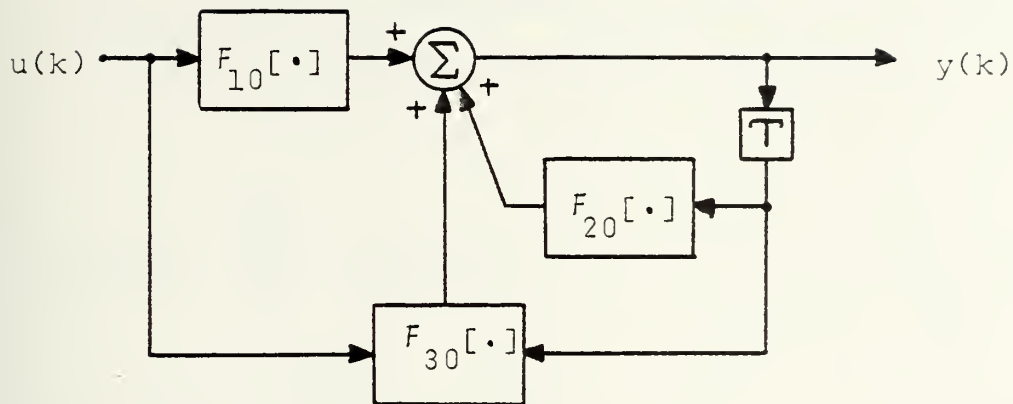 u(k)
F10[·]
+
Σ
+
+
y(k)
T
F20[·]
F30[·]